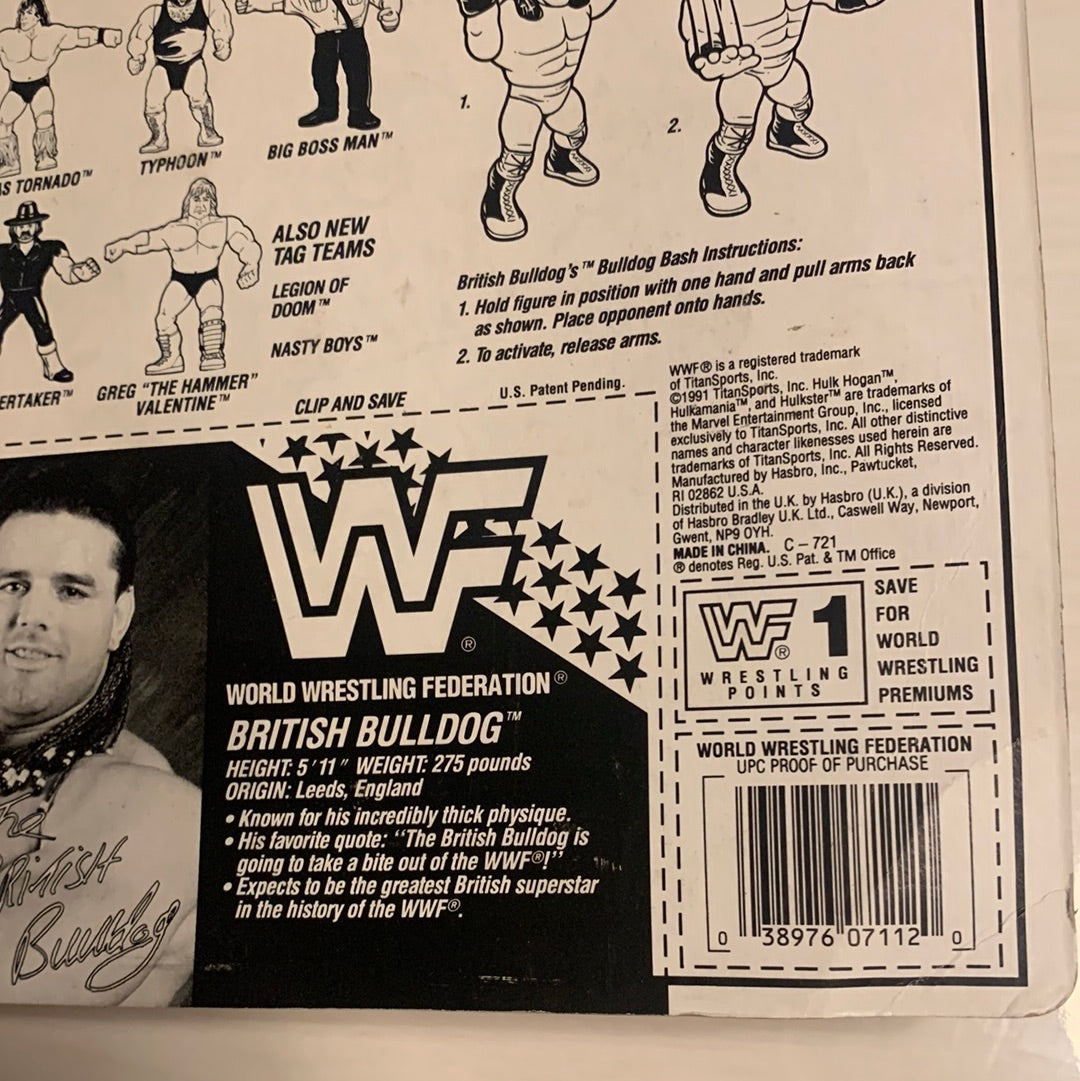 AS TORNADO™
TYPHOON™
BIG BOSS MAN™
1.
2.
ERTAKER™
GREG "THE HAMMER"
VALENTINE™
ALSO NEW
TAG TEAMS
LEGION OF
DOOM™
NASTY BOYS™
CLIP AND SAVE
British Bulldog's™ Bulldog Bash Instructions:
1. Hold figure in position with one hand and pull arms back
as shown. Place opponent onto hands.
2. To activate, release arms.
U.S. Patent Pending.
WWF® is a registered trademark
of TitanSports, Inc.
©1991 TitanSports, Inc. Hulk Hogan™,
Hulkamania™, and Hulkster™ are trademarks of
the Marvel Entertainment Group, Inc., licensed
exclusively to TitanSports, Inc. All other distinctive
names and character likenesses used herein are
trademarks of TitanSports, Inc. All Rights Reserved.
Manufactured by Hasbro, Inc., Pawtucket,
RI 02862 U.S.A.
Distributed in the U.K. by Hasbro (U.K.), a division
of Hasbro Bradley U.K. Ltd., Caswell Way, Newport,
Gwent, NP9 0YH.
MADE IN CHINA. C-721
® denotes Reg. U.S. Pat. & TM Office
WF®
WORLD WRESTLING FEDERATION®
BRITISH BULLDOG™
HEIGHT: 5'11" WEIGHT: 275 pounds
ORIGIN: Leeds, England
• Known for his incredibly thick physique.
• His favorite quote: "The British Bulldog is
going to take a bite out of the WWF®!"
• Expects to be the greatest British superstar
in the history of the WWF®.
The
British
Bulldog
WF® 1
WRESTLING
POINTS
SAVE
FOR
WORLD
WRESTLING
PREMIUMS
WORLD WRESTLING FEDERATION
UPC PROOF OF PURCHASE
0 38976 07112 0